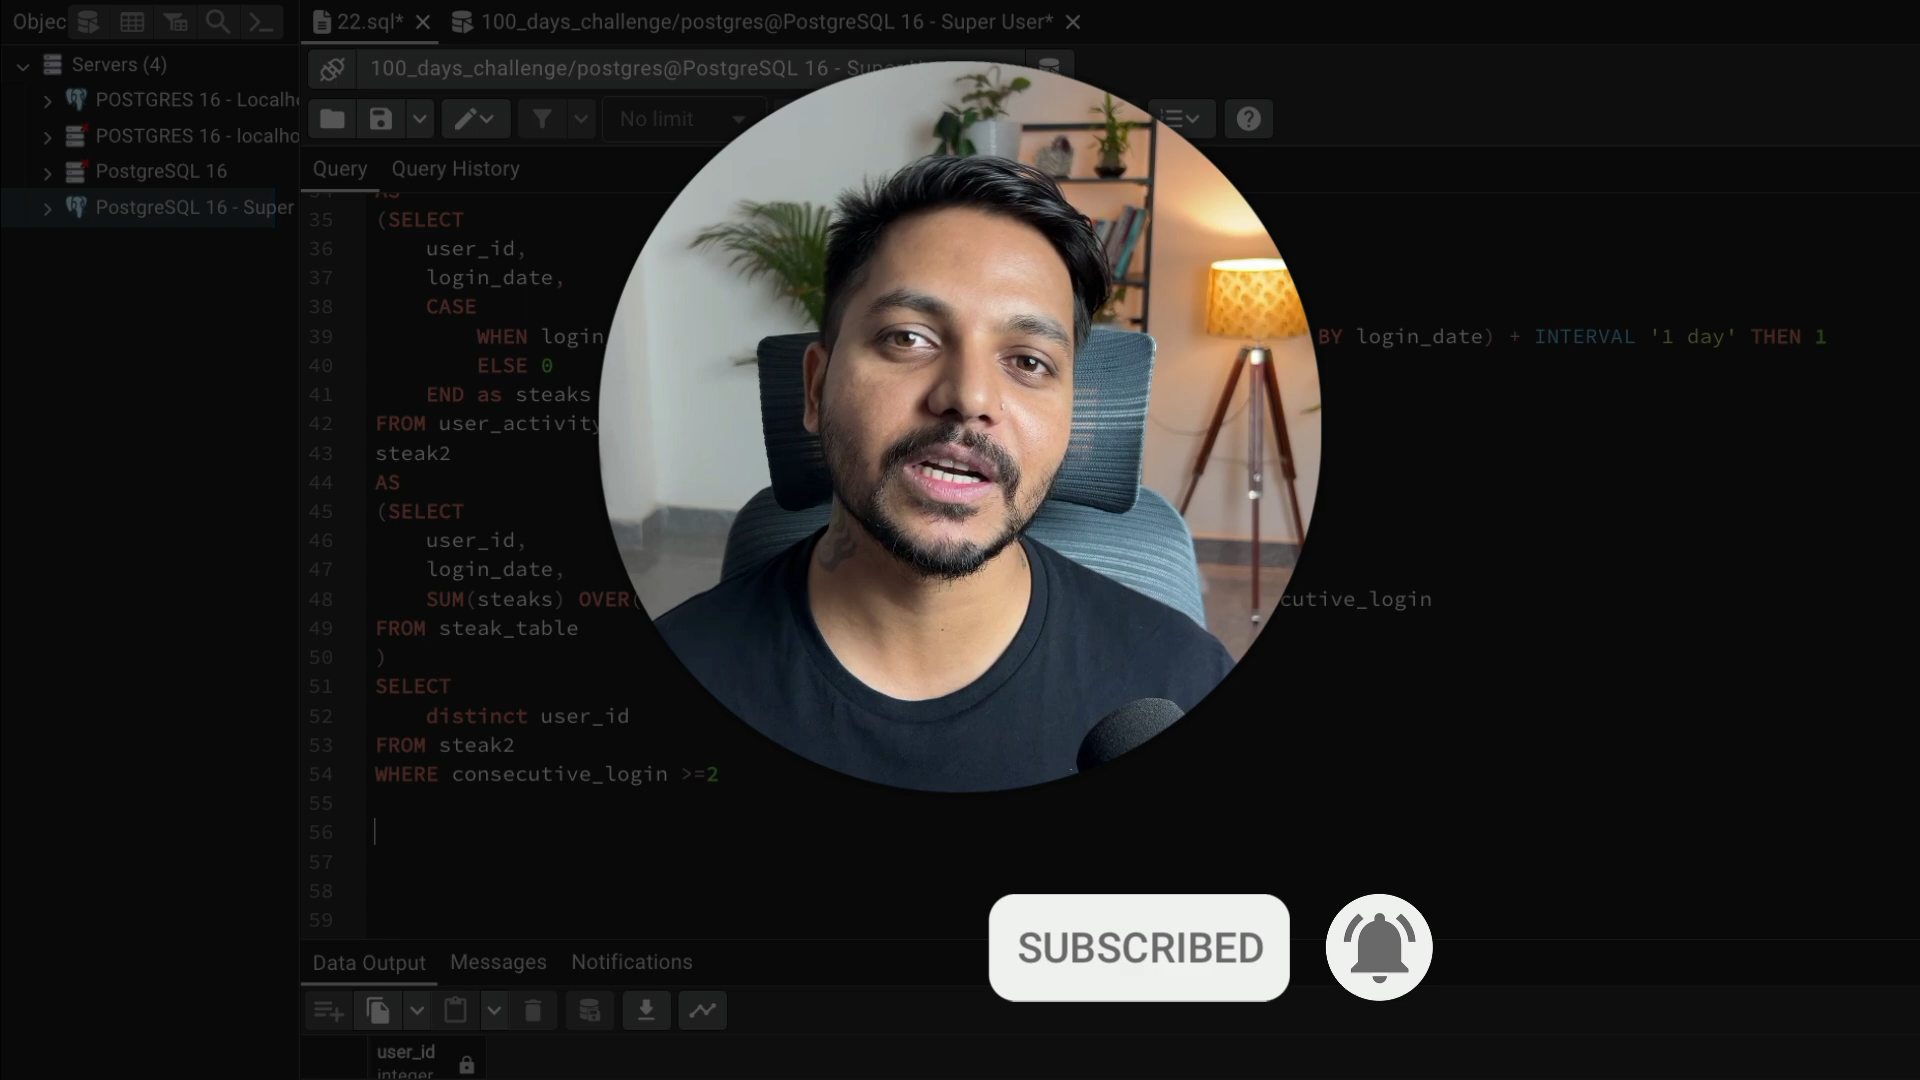 Objec
22.sql*
100_days_challenge/postgres@PostgreSQL 16 - Super User*
Servers (4)
100_days_challenge/postgres@PostgreSQL 16 -
POSTGRES 16 - Localho
POSTGRES 16 - localho
PostgreSQL 16
PostgreSQL 16 - Super
No limit
Query
Query History
34 AS
35 (SELECT
36 user_id,
37 login_date,
38 CASE
39 WHEN login BY login_date) + INTERVAL '1 day' THEN 1
40 ELSE 0
41 END as steaks
42 FROM user_activity
43 steak2
44 AS
45 (SELECT
46 user_id,
47 login_date,
48 SUM(steaks) OVER( cutive_login
49 FROM steak_table
50 )
51 SELECT
52 distinct user_id
53 FROM steak2
54 WHERE consecutive_login >=2
55
56
57
58
59
SUBSCRIBED
Data Output
Messages
Notifications
user_id
integer